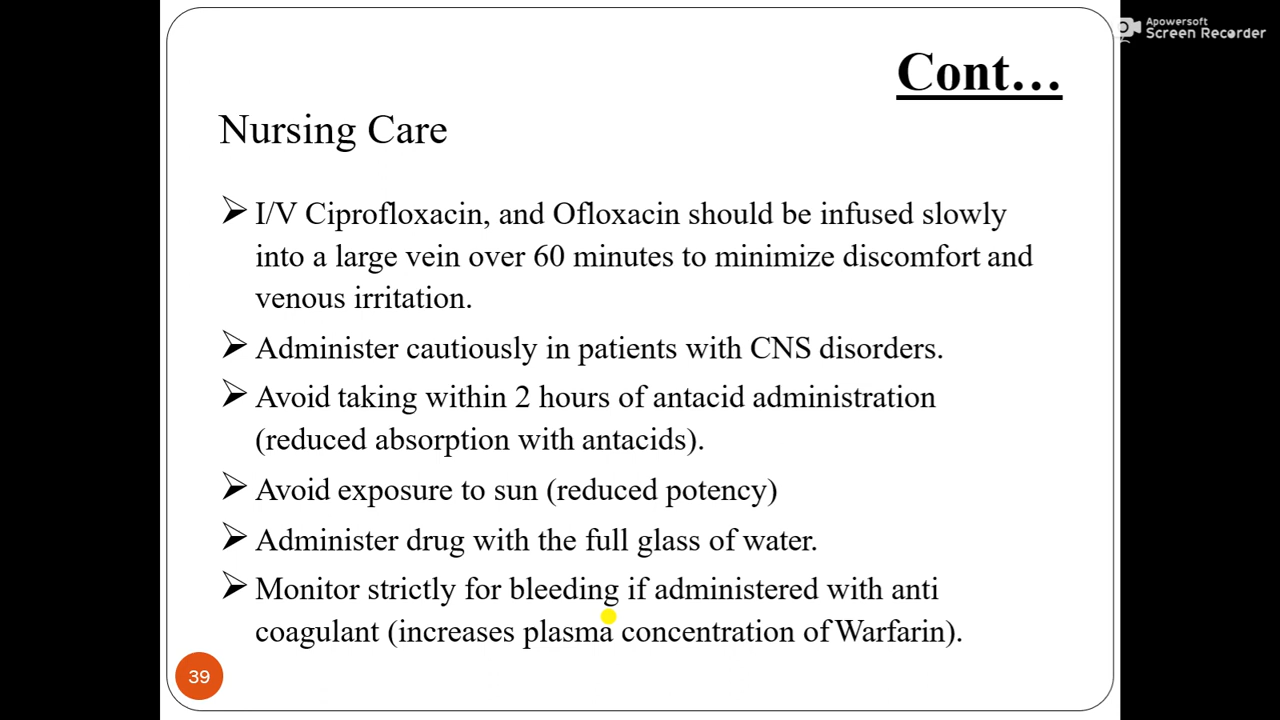 Apowersoft
Screen Recorder
Cont…
Nursing Care
➢ I/V Ciprofloxacin, and Ofloxacin should be infused slowly
into a large vein over 60 minutes to minimize discomfort and
venous irritation.
➢ Administer cautiously in patients with CNS disorders.
➢ Avoid taking within 2 hours of antacid administration
(reduced absorption with antacids).
➢ Avoid exposure to sun (reduced potency)
➢ Administer drug with the full glass of water.
➢ Monitor strictly for bleeding if administered with anti
coagulant (increases plasma concentration of Warfarin).
39